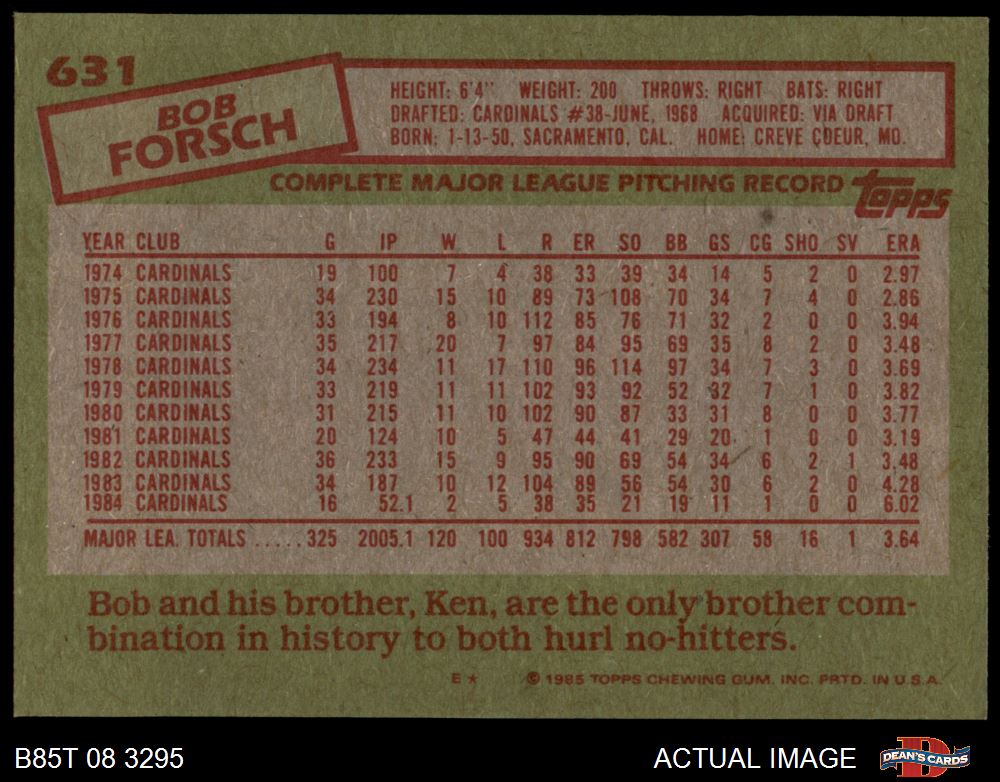 631
BOB
FORSCH
HEIGHT: 6'4" WEIGHT: 200 THROWS: RIGHT BATS: RIGHT
DRAFTED: CARDINALS #38-JUNE, 1968 ACQUIRED: VIA DRAFT
BORN: 1-13-50, SACRAMENTO, CAL. HOME: CREVE COEUR, MO.
COMPLETE MAJOR LEAGUE PITCHING RECORD topps
YEAR CLUB G IP W L R ER SO BB GS CG SHO SV ERA
1974 CARDINALS 19 100 7 4 38 33 39 34 14 5 2 0 2.97
1975 CARDINALS 34 230 15 10 89 73 108 70 34 7 4 0 2.86
1976 CARDINALS 33 194 8 10 112 85 76 71 32 2 0 0 3.94
1977 CARDINALS 35 217 20 7 97 84 95 69 35 8 2 0 3.48
1978 CARDINALS 34 234 11 17 110 96 114 97 34 7 3 0 3.69
1979 CARDINALS 33 219 11 11 102 93 92 52 32 7 1 0 3.82
1980 CARDINALS 31 215 11 10 102 90 87 33 31 8 0 0 3.77
1981 CARDINALS 20 124 10 5 47 44 41 29 20 1 0 0 3.19
1982 CARDINALS 36 233 15 9 95 90 69 54 34 6 2 1 3.48
1983 CARDINALS 34 187 10 12 104 89 56 54 30 6 2 0 4.28
1984 CARDINALS 16 52.1 2 5 38 35 21 19 11 1 0 0 6.02
MAJOR LEA. TOTALS .....325 2005.1 120 100 934 812 798 582 307 58 16 1 3.64
Bob and his brother, Ken, are the only brother com-
bination in history to both hurl no-hitters.
E ★ © 1985 TOPPS CHEWING GUM, INC. PRTD. IN U.S.A.
B85T 08 3295 ACTUAL IMAGE DEAN'S CARDS